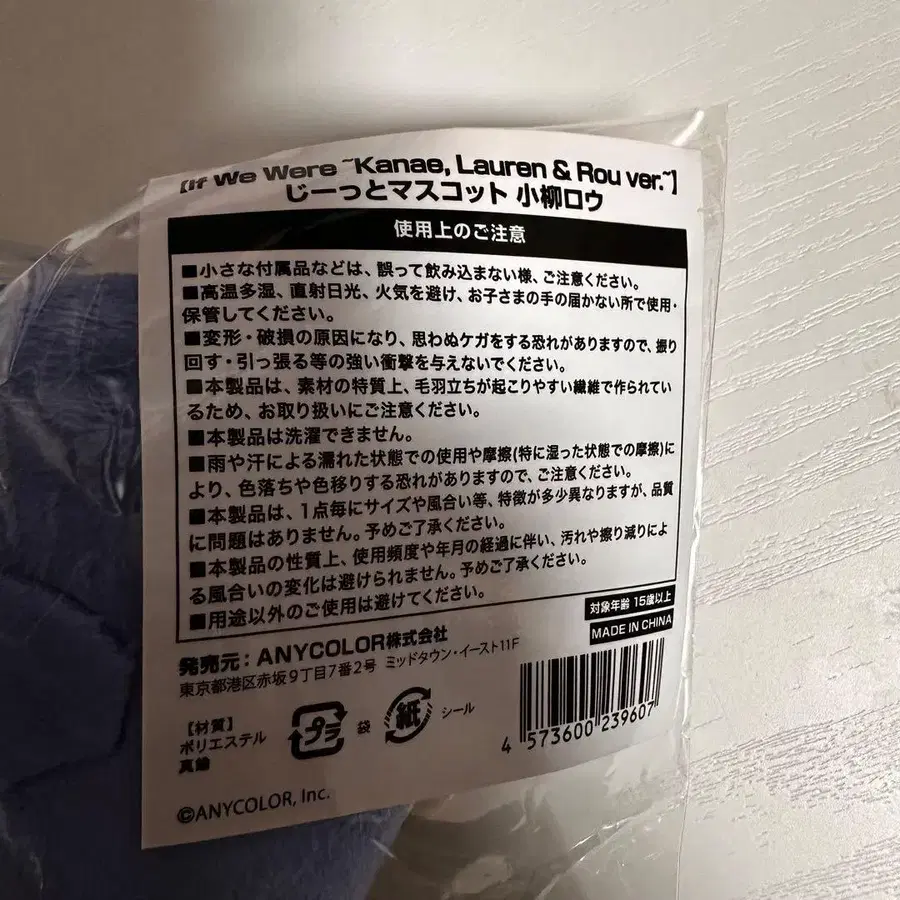 【If We Were ~Kanae, Lauren & Rou ver.~】
じーっとマスコット 小柳ロウ
使用上のご注意
■小さな付属品などは、誤って飲み込まない様、ご注意ください。
■高温多湿、直射日光、火気を避け、お子さまの手の届かない所で使用・
保管してください。
■変形・破損の原因になり、思わぬケガをする恐れがありますので、振り
回す・引っ張る等の強い衝撃を与えないでください。
■本製品は、素材の特質上、毛羽立ちが起こりやすい繊維で作られてい
るため、お取り扱いにご注意ください。
■本製品は洗濯できません。
■雨や汗による濡れた状態での使用や摩擦(特に湿った状態での摩擦)に
より、色落ちや色移りする恐れがありますので、ご注意ください。
■本製品は、1点毎にサイズや風合い等、特徴が多少異なりますが、品質
に問題はありません。予めご了承ください。
■本製品の性質上、使用頻度や年月の経過に伴い、汚れや擦り減りによ
る風合いの変化は避けられません。予めご了承ください。
■用途以外のご使用は避けてください。
対象年齢 15歳以上
MADE IN CHINA
発売元：ANYCOLOR株式会社
東京都港区赤坂9丁目7番2号 ミッドタウン・イースト11F
【材質】
ポリエステル
真鍮
プラ 袋
紙 シール
4 573600 239607
©ANYCOLOR, Inc.